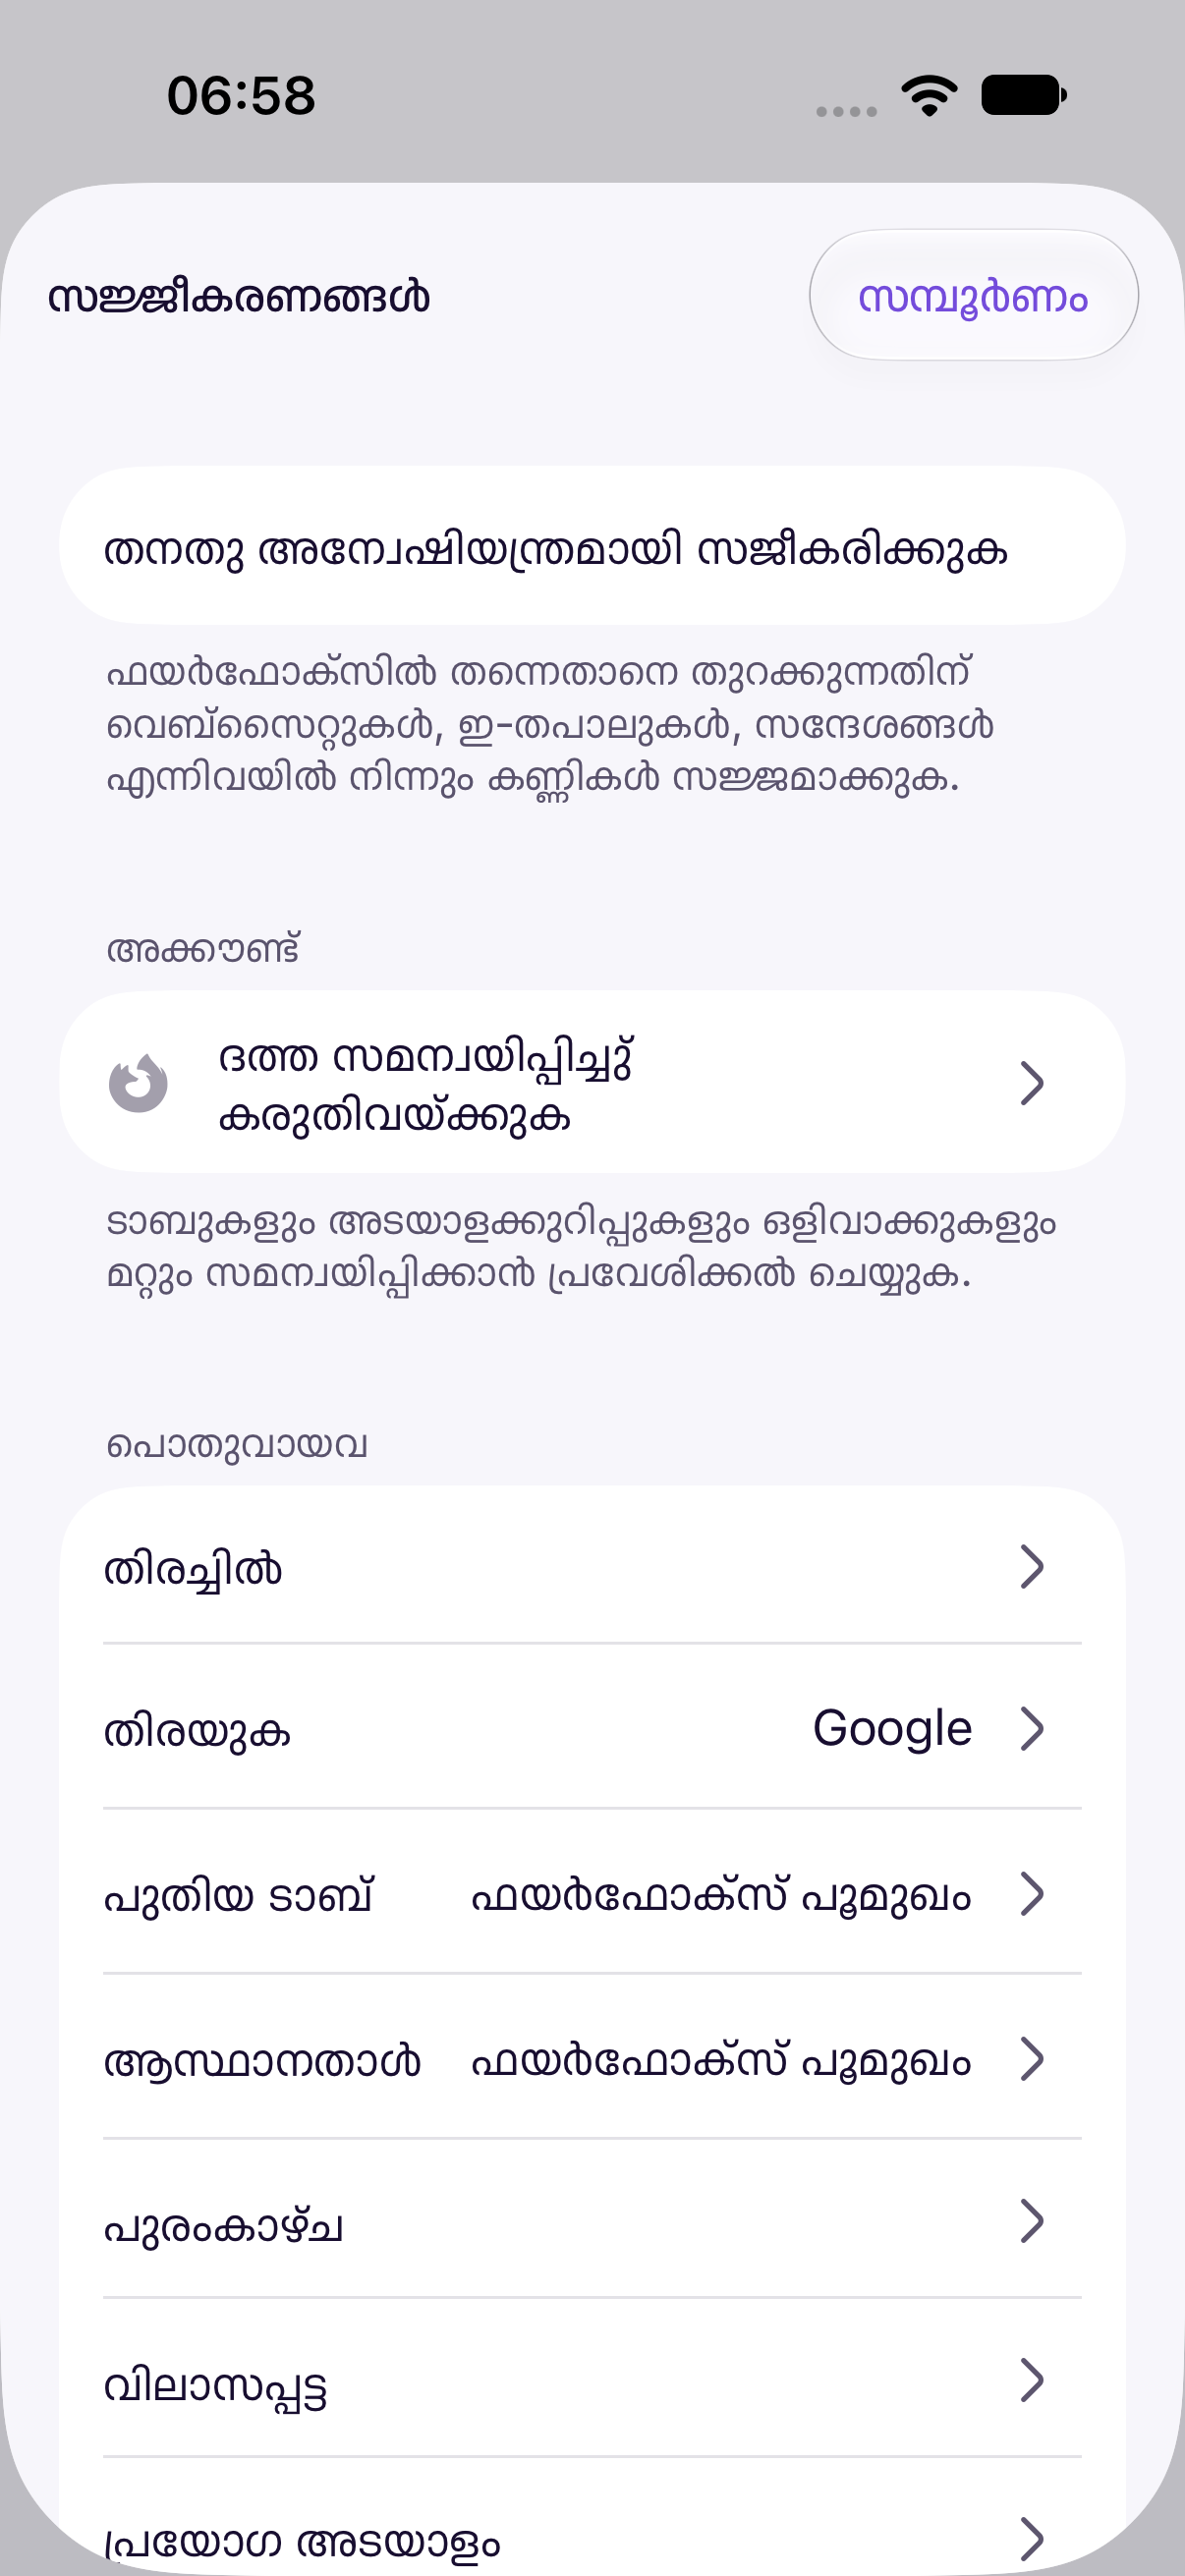 06:58
സജ്ജീകരണങ്ങൾ
സമ്പൂർണം
തനതു അന്വേഷിയന്ത്രമായി സജീകരിക്കുക
ഫയർഫോക്സിൽ തന്നെതാനെ തുറക്കുന്നതിന്
വെബ്സൈറ്റുകൾ, ഇ-തപാലുകൾ, സന്ദേശങ്ങൾ
എന്നിവയിൽ നിന്നും കണ്ണികൾ സജ്ജമാക്കുക.
അക്കൗണ്ട്
ദത്ത സമന്വയിപ്പിച്ചു്
കരുതിവയ്ക്കുക
ടാബുകളും അടയാളക്കുറിപ്പുകളും ഒളിവാക്കുകളും
മറ്റും സമന്വയിപ്പിക്കാൻ പ്രവേശിക്കൽ ചെയ്യുക.
പൊതുവായവ
തിരച്ചിൽ
തിരയുക Google
പുതിയ ടാബ് ഫയർഫോക്സ് പൂമുഖം
ആസ്ഥാനതാൾ ഫയർഫോക്സ് പൂമുഖം
പുരംകാഴ്ച
വിലാസപ്പട്ട
പ്രയോഗ അടയാളം